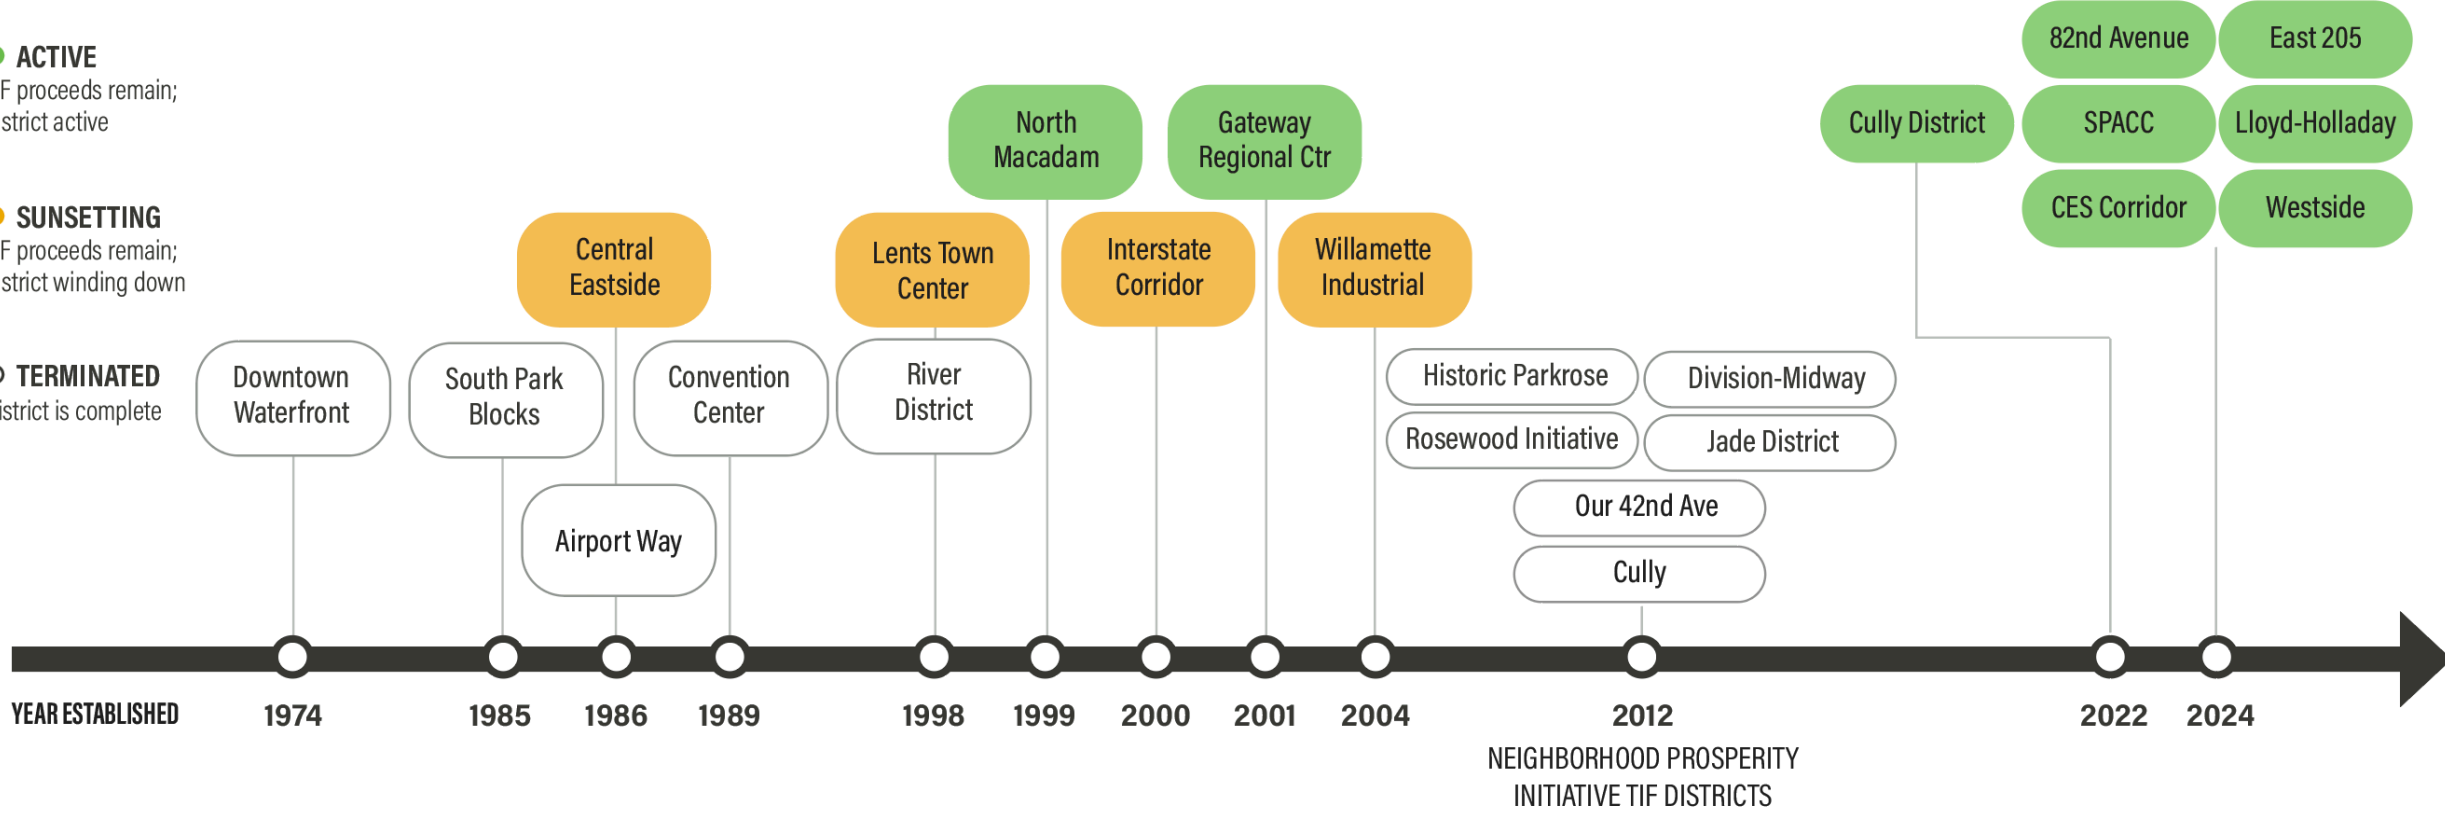 ACTIVE
F proceeds remain;
strict active
SUNSETTING
F proceeds remain;
strict winding down
TERMINATED
istrict is complete
Downtown
Waterfront
South Park
Blocks
Central
Eastside
Airport Way
Convention
Center
Lents Town
Center
River
District
North
Macadam
Interstate
Corridor
Gateway
Regional Ctr
Willamette
Industrial
Historic Parkrose
Division-Midway
Rosewood Initiative
Jade District
Our 42nd Ave
Cully
Cully District
82nd Avenue
East 205
SPACC
Lloyd-Holladay
CES Corridor
Westside
YEAR ESTABLISHED
1974
1985
1986
1989
1998
1999
2000
2001
2004
2012
2022
2024
NEIGHBORHOOD PROSPERITY
INITIATIVE TIF DISTRICTS